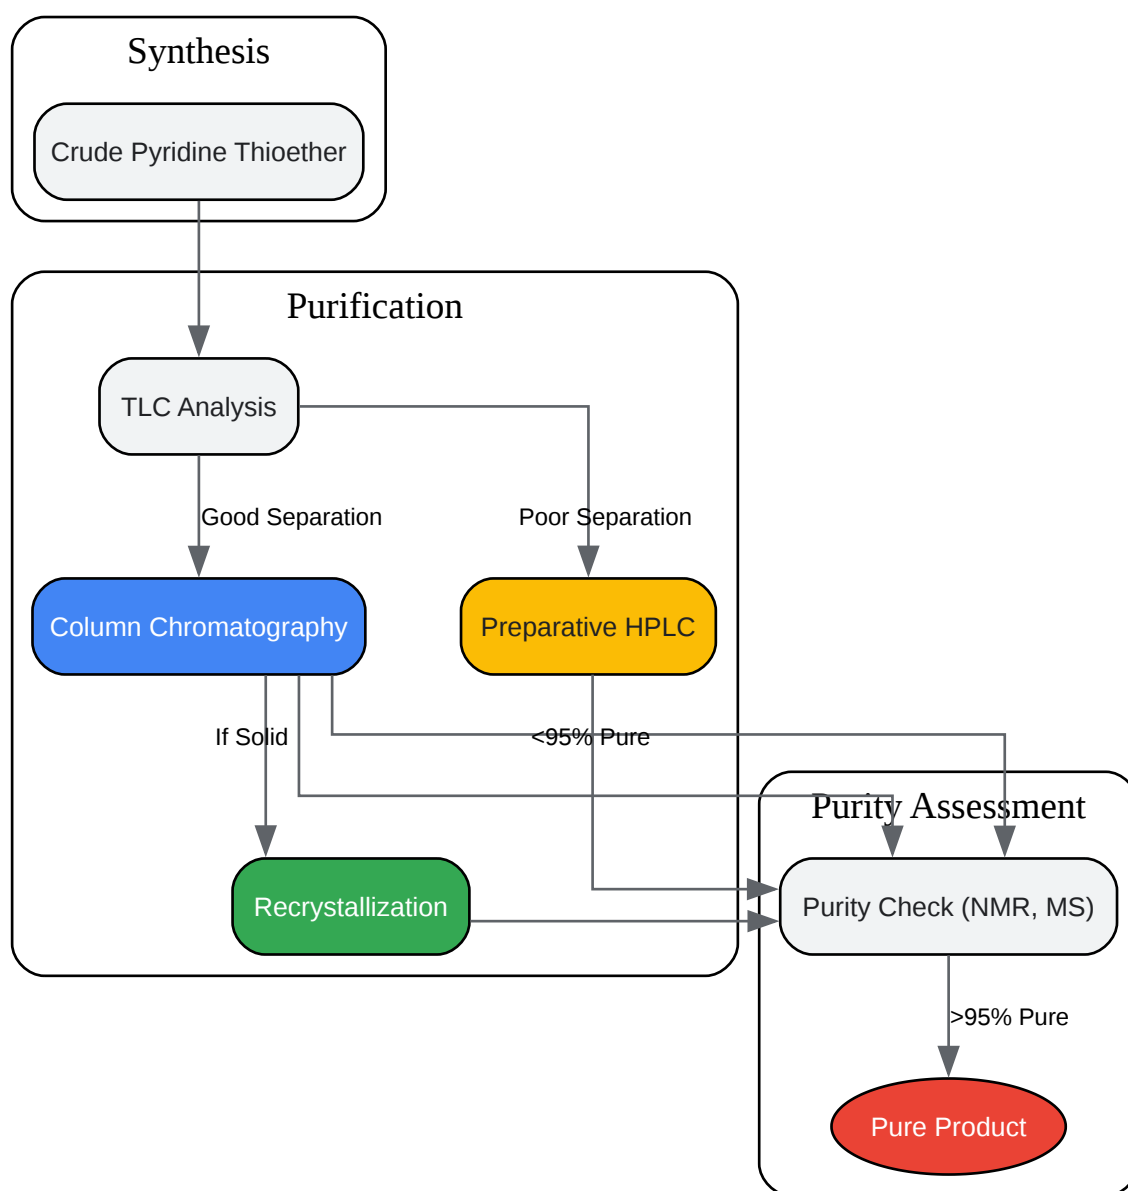 Synthesis
Crude Pyridine Thioether
Purification
TLC Analysis
Good Separation
Poor Separation
Column Chromatography
Preparative HPLC
If Solid
<95% Pure
Purity Assessment
Recrystallization
Purity Check (NMR, MS)
>95% Pure
Pure Product